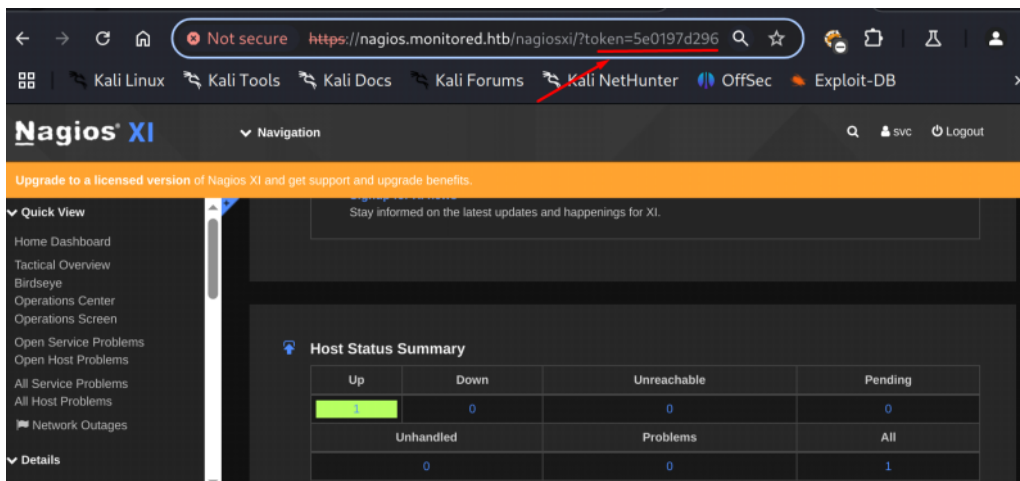 Not secure https://nagios.monitored.htb/nagiosxi/?token=5e0197d296
Kali Linux Kali Tools Kali Docs Kali Forums Kali NetHunter OffSec Exploit-DB
Nagios® XI Navigation svc Logout
Upgrade to a licensed version of Nagios XI and get support and upgrade benefits.
Quick View
Stay informed on the latest updates and happenings for XI.
Home Dashboard
Tactical Overview
Birdseye
Operations Center
Operations Screen
Open Service Problems
Open Host Problems
All Service Problems
All Host Problems
Network Outages
Details
Host Status Summary
Up Down Unreachable Pending
1 0 0 0
Unhandled Problems All
0 0 1